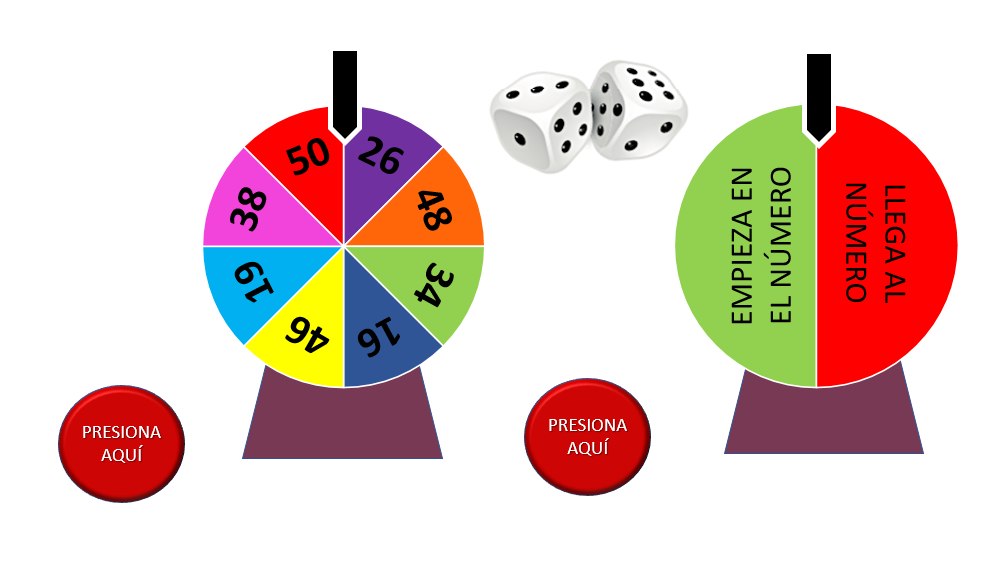 50
26
48
34
16
46
19
38
EMPIEZA EN
EL NÚMERO
LLEGA AL
NÚMERO
PRESIONA
AQUÍ
PRESIONA
AQUÍ